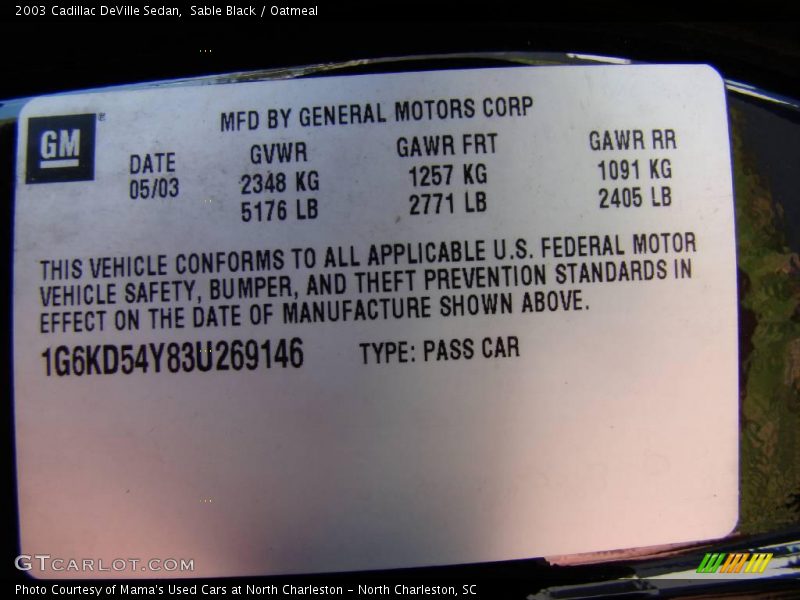 2003 Cadillac DeVille Sedan, Sable Black / Oatmeal
GM®
MFD BY GENERAL MOTORS CORP
DATE GVWR GAWR FRT GAWR RR
05/03 2348 KG 1257 KG 1091 KG
5176 LB 2771 LB 2405 LB
THIS VEHICLE CONFORMS TO ALL APPLICABLE U.S. FEDERAL MOTOR
VEHICLE SAFETY, BUMPER, AND THEFT PREVENTION STANDARDS IN
EFFECT ON THE DATE OF MANUFACTURE SHOWN ABOVE.
1G6KD54Y83U269146 TYPE: PASS CAR
GTCARLOT.COM
Photo Courtesy of Mama's Used Cars at North Charleston - North Charleston, SC